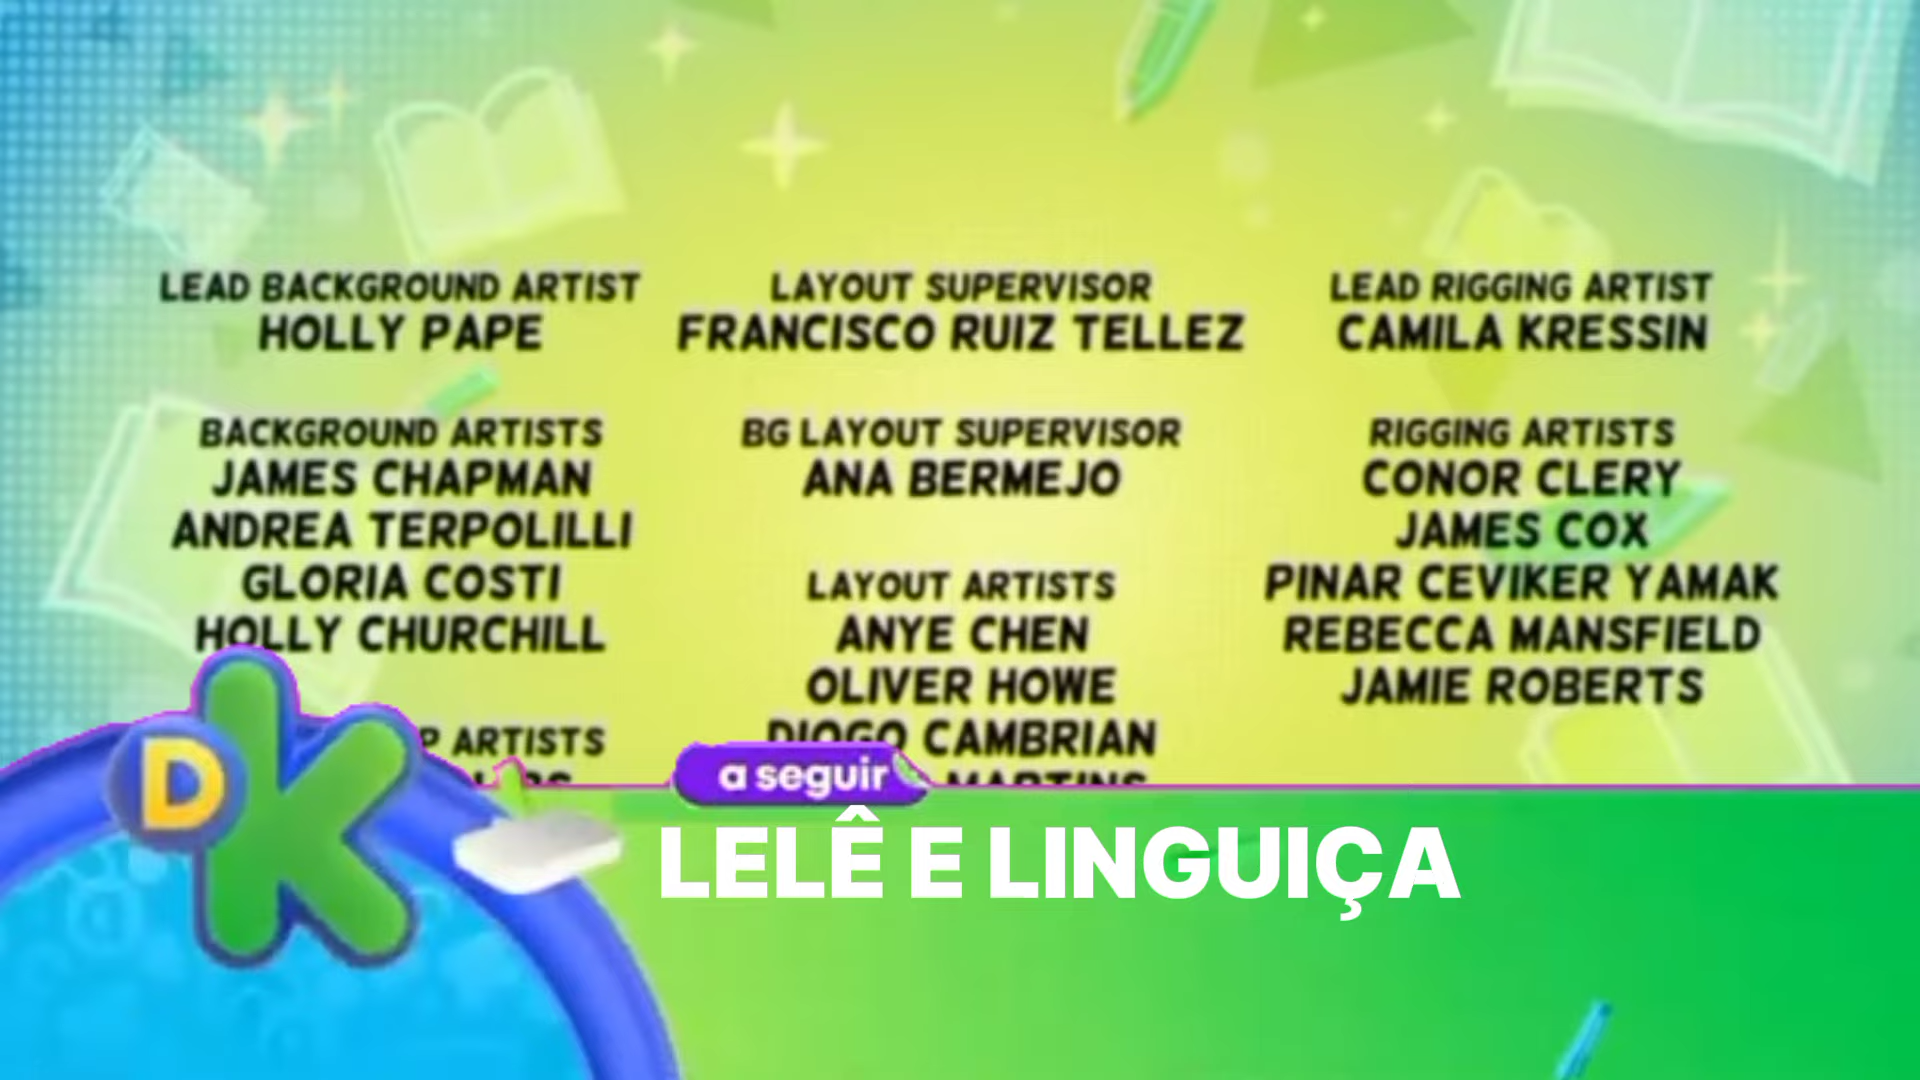 LEAD BACKGROUND ARTIST
HOLLY PAPE
BACKGROUND ARTISTS
JAMES CHAPMAN
ANDREA TERPOLILLI
GLORIA COSTI
HOLLY CHURCHILL
ARTISTS
LAYOUT SUPERVISOR
FRANCISCO RUIZ TELLEZ
BG LAYOUT SUPERVISOR
ANA BERMEJO
LAYOUT ARTISTS
ANYE CHEN
OLIVER HOWE
DIOGO CAMBRIAN
MARTINS
LEAD RIGGING ARTIST
CAMILA KRESSIN
RIGGING ARTISTS
CONOR CLERY
JAMES COX
PINAR CEVIKER YAMAK
REBECCA MANSFIELD
JAMIE ROBERTS
DK
a seguir
LELÊ E LINGUIÇA